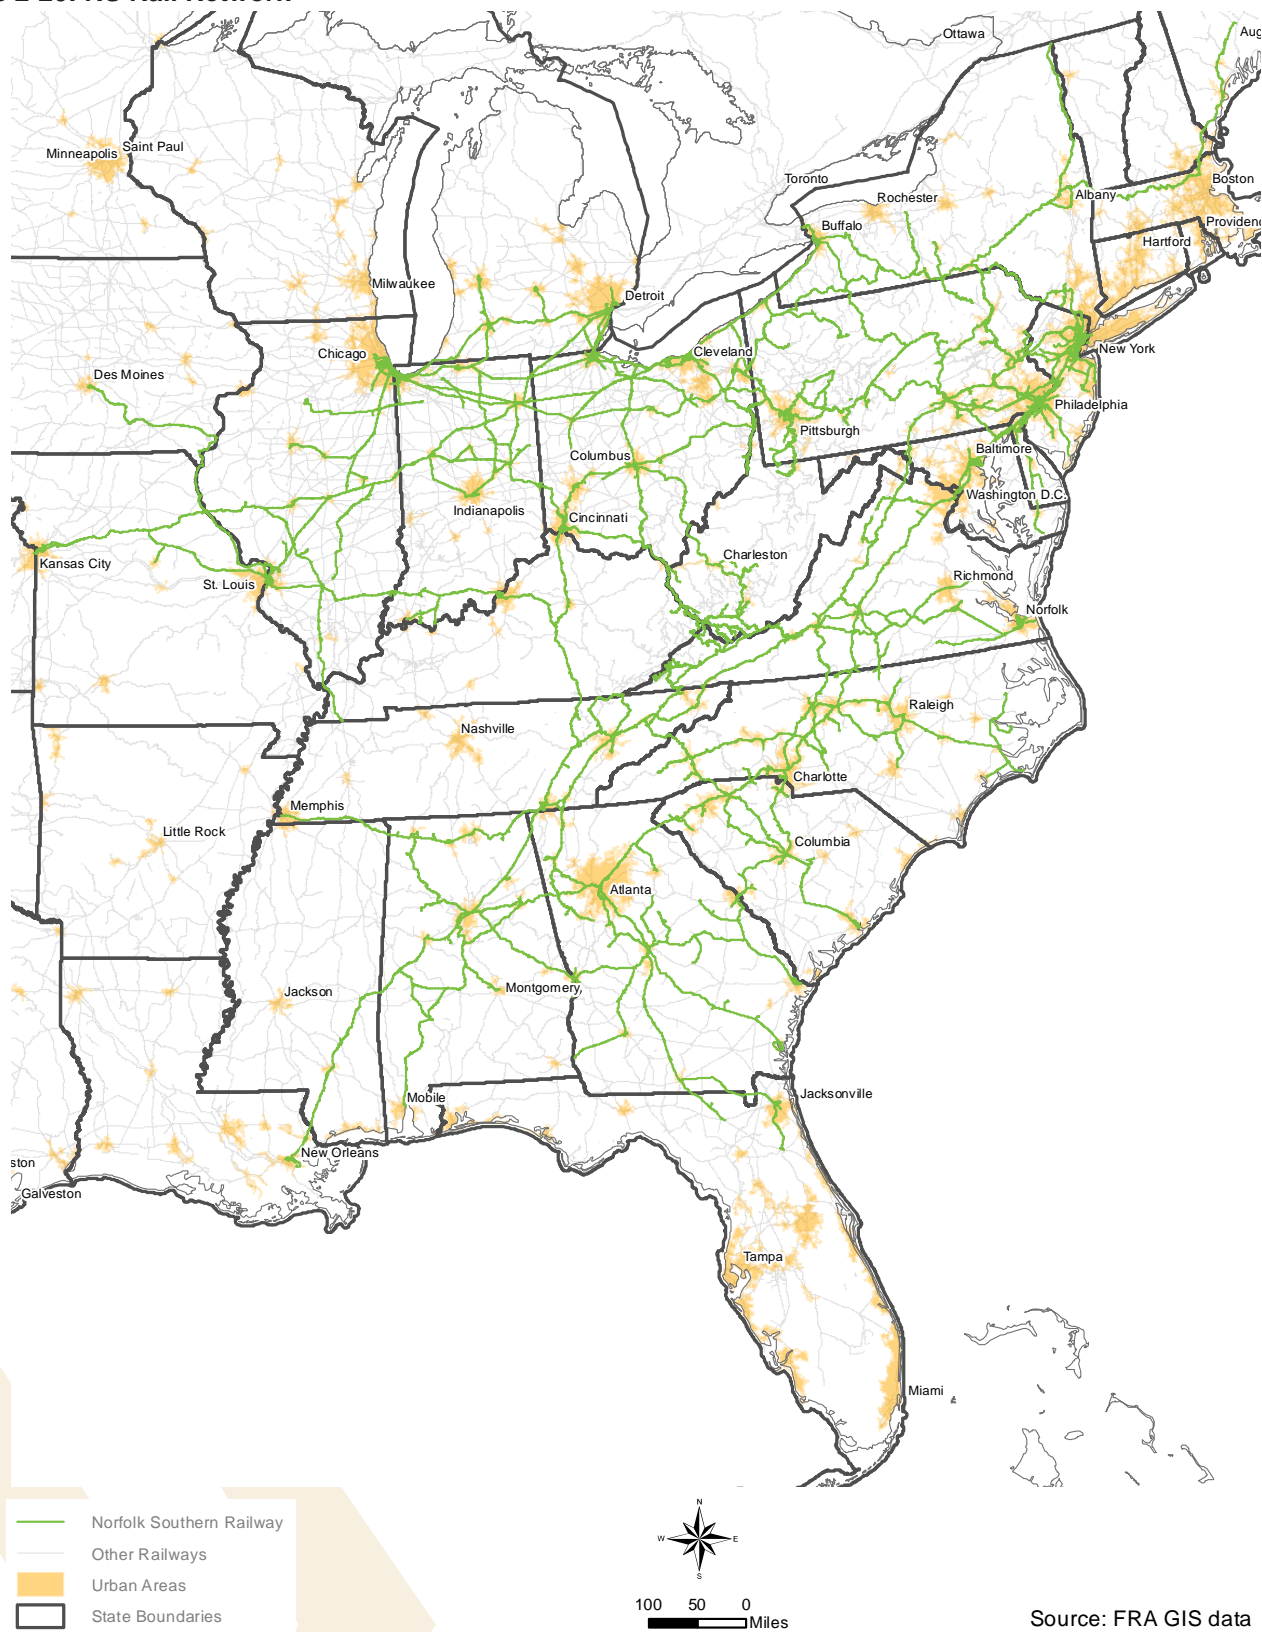 Ottawa
Aug
Minneapolis
Saint Paul
Toronto
Rochester
Albany
Boston
Buffalo
Providenc
Hartford
Milwaukee
Detroit
Chicago
Cleveland
New York
Des Moines
Philadelphia
Pittsburgh
Columbus
Baltimore
Washington D.C.
Indianapolis
Cincinnati
Kansas City
St. Louis
Charleston
Richmond
Norfolk
Raleigh
Nashville
Charlotte
Memphis
Little Rock
Columbia
Atlanta
Jackson
Montgomery
Mobile
Jacksonville
New Orleans
ston
Galveston
Tampa
Miami
Norfolk Southern Railway
Other Railways
Urban Areas
State Boundaries
N
W E
S
100 50 0
Miles
Source: FRA GIS data